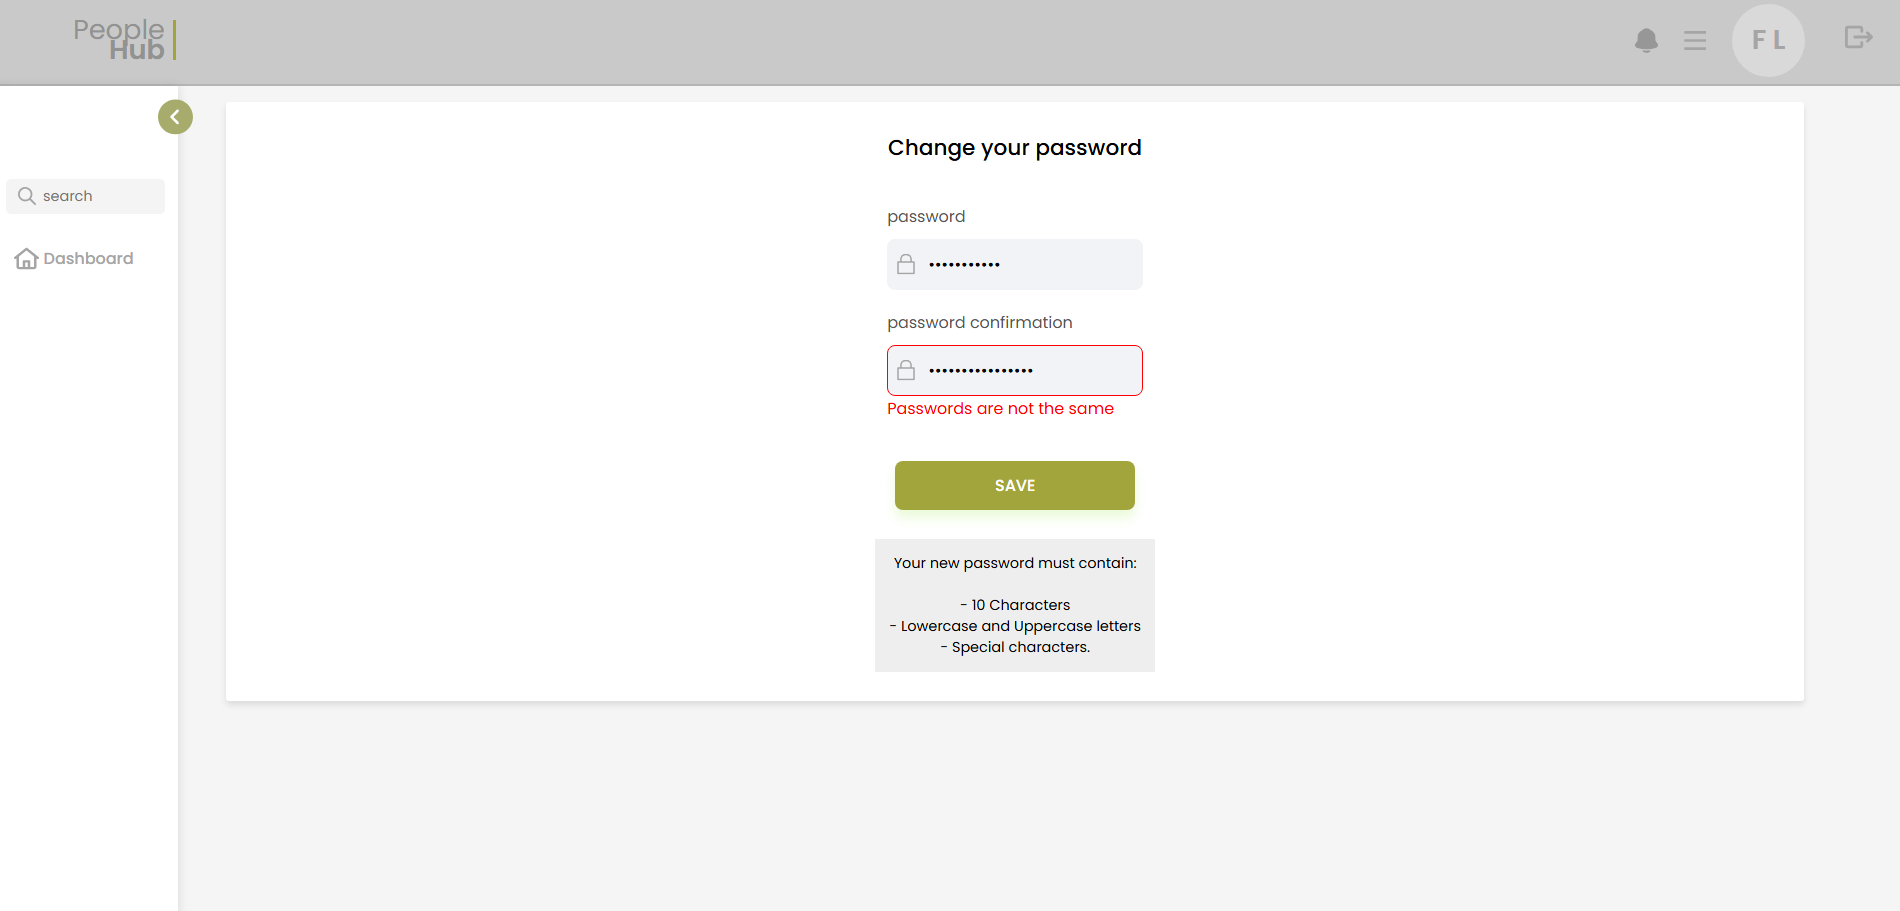 People
Hub
F L
search
Dashboard
Change your password
password
•••••••••••
password confirmation
••••••••••••••••
Passwords are not the same
SAVE
Your new password must contain:
- 10 Characters
- Lowercase and Uppercase letters
- Special characters.